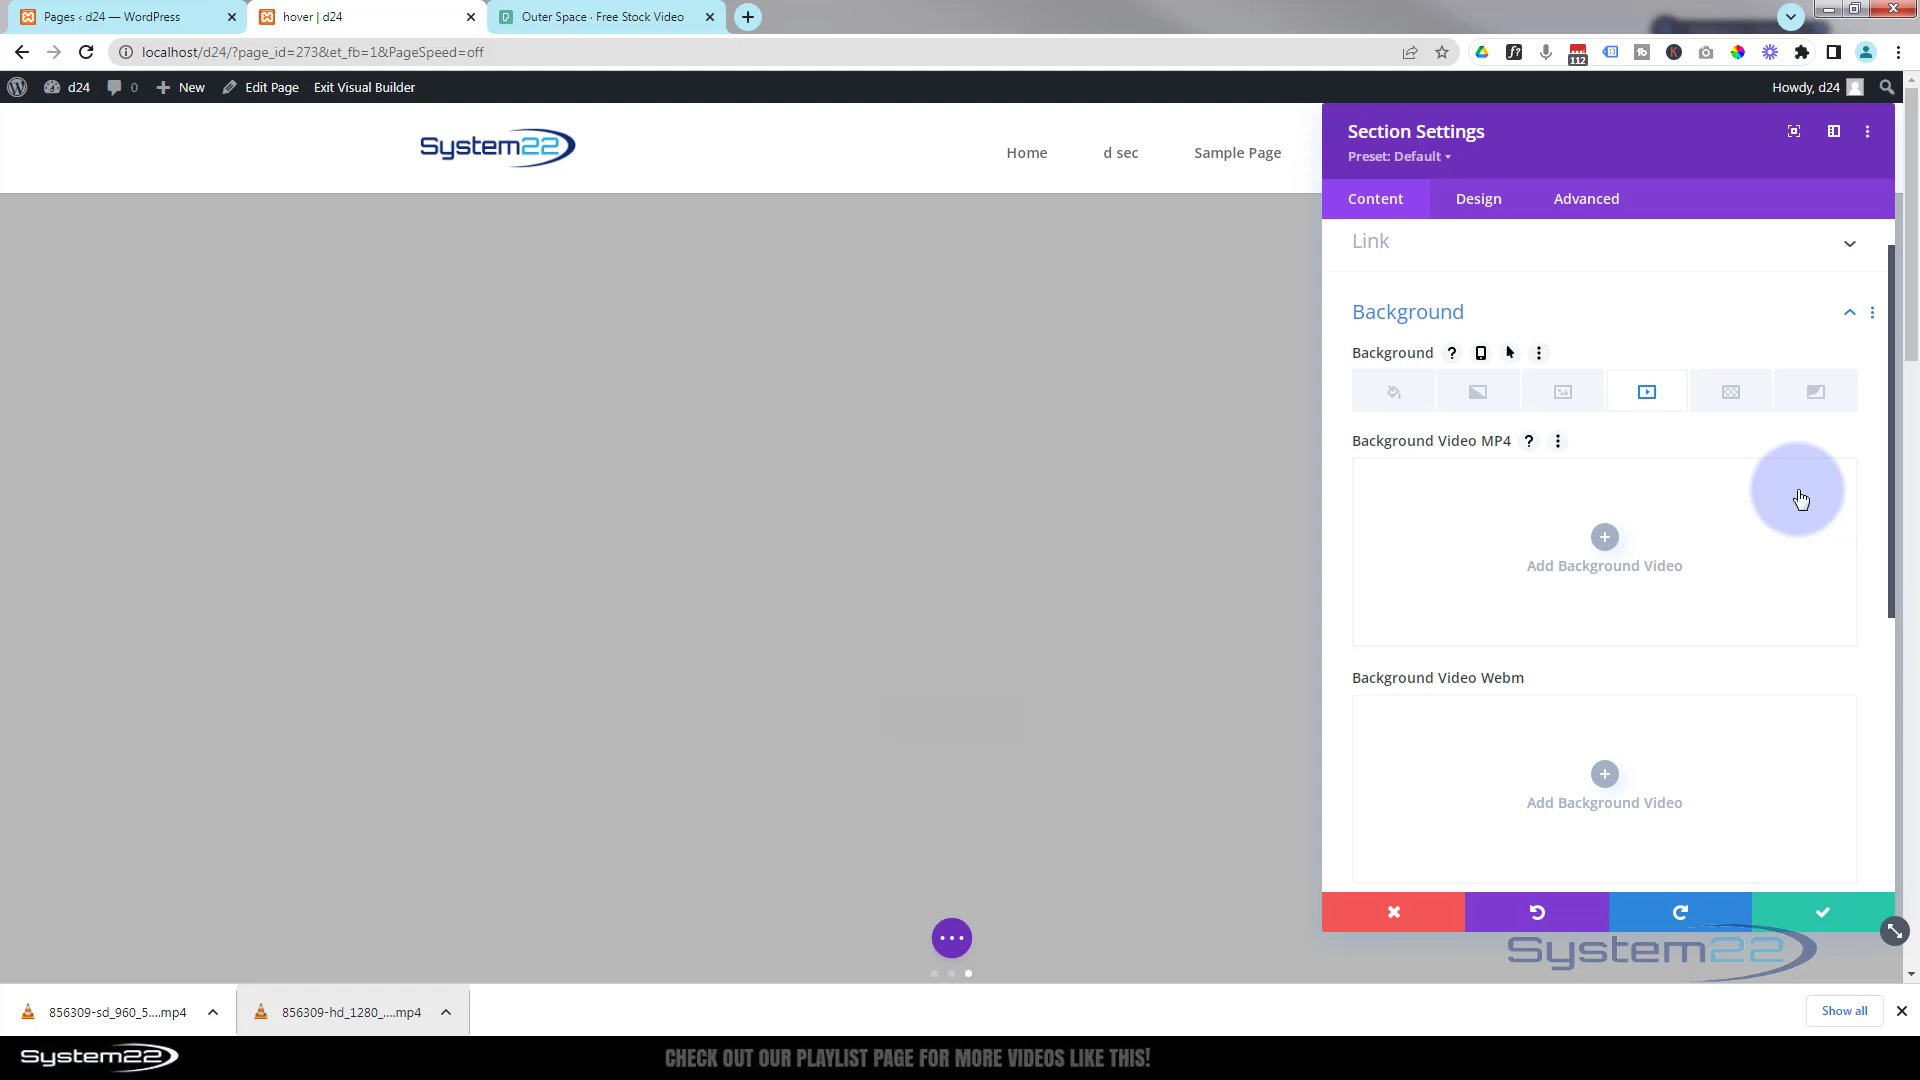 Pages ‹ d24 — WordPress
hover | d24
Outer Space · Free Stock Video
localhost/d24/?page_id=273&et_fb=1&PageSpeed=off
112
d24
0
New
Edit Page
Exit Visual Builder
Howdy, d24
System22
Home
d sec
Sample Page
Section Settings
Preset: Default
Content
Design
Advanced
Link
Background
Background
Background Video MP4
Add Background Video
Background Video Webm
Add Background Video
System22
856309-sd_960_5....mp4
856309-hd_1280_....mp4
Show all
System22
CHECK OUT OUR PLAYLIST PAGE FOR MORE VIDEOS LIKE THIS!